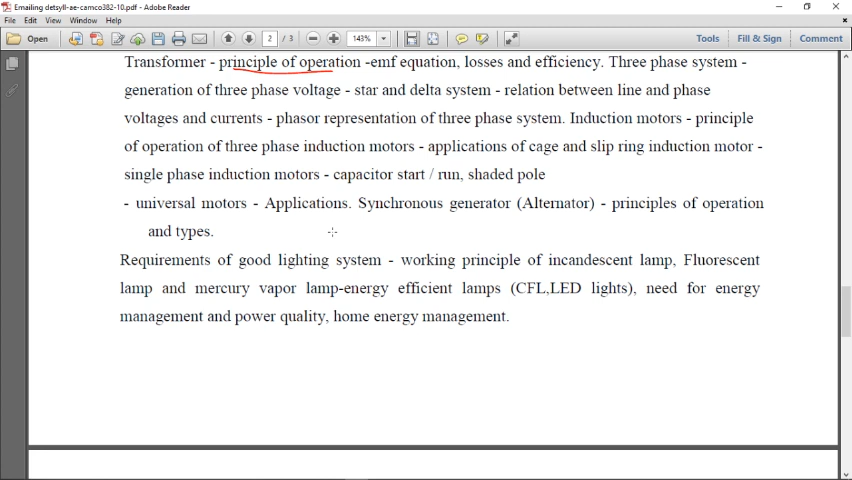 Emailing detsyll-ae-camco382-10.pdf - Adobe Reader
File Edit View Window Help
Open 2 / 3 143% Tools Fill & Sign Comment
Transformer - principle of operation -emf equation, losses and efficiency. Three phase system -
generation of three phase voltage - star and delta system - relation between line and phase
voltages and currents - phasor representation of three phase system. Induction motors - principle
of operation of three phase induction motors - applications of cage and slip ring induction motor -
single phase induction motors - capacitor start / run, shaded pole
- universal motors - Applications. Synchronous generator (Alternator) - principles of operation
and types.
Requirements of good lighting system - working principle of incandescent lamp, Fluorescent
lamp and mercury vapor lamp-energy efficient lamps (CFL,LED lights), need for energy
management and power quality, home energy management.